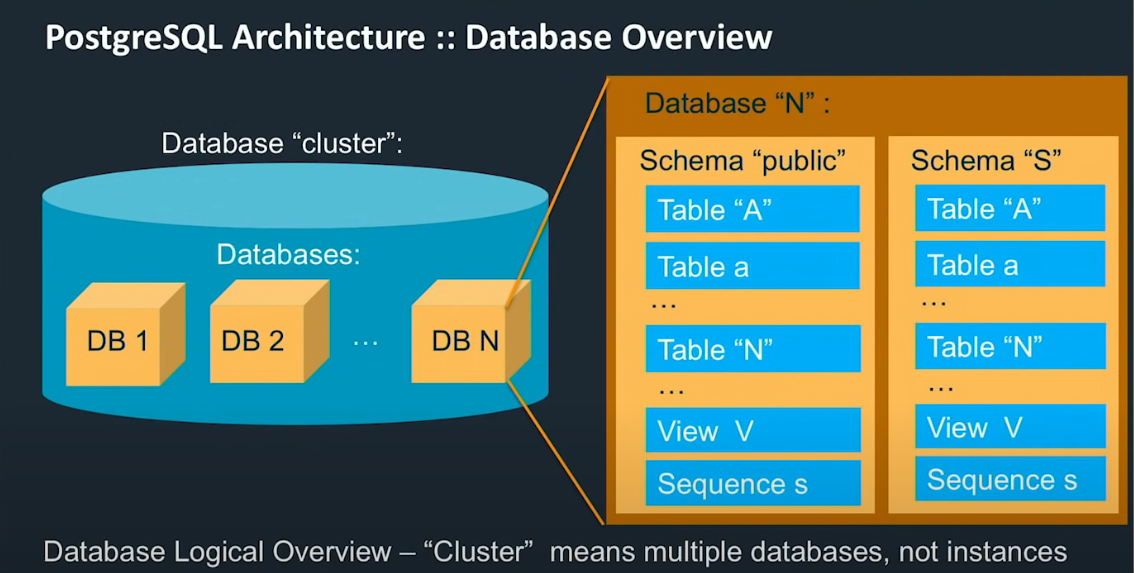 PostgreSQL Architecture :: Database Overview
Database “cluster”:
Databases:
DB 1
DB 2
...
DB N
Database “N” :
Schema “public”
Table “A”
Table a
...
Table “N”
...
View V
Sequence s
Schema “S”
Table “A”
Table a
...
Table “N”
...
View V
Sequence s
Database Logical Overview – “Cluster” means multiple databases, not instances